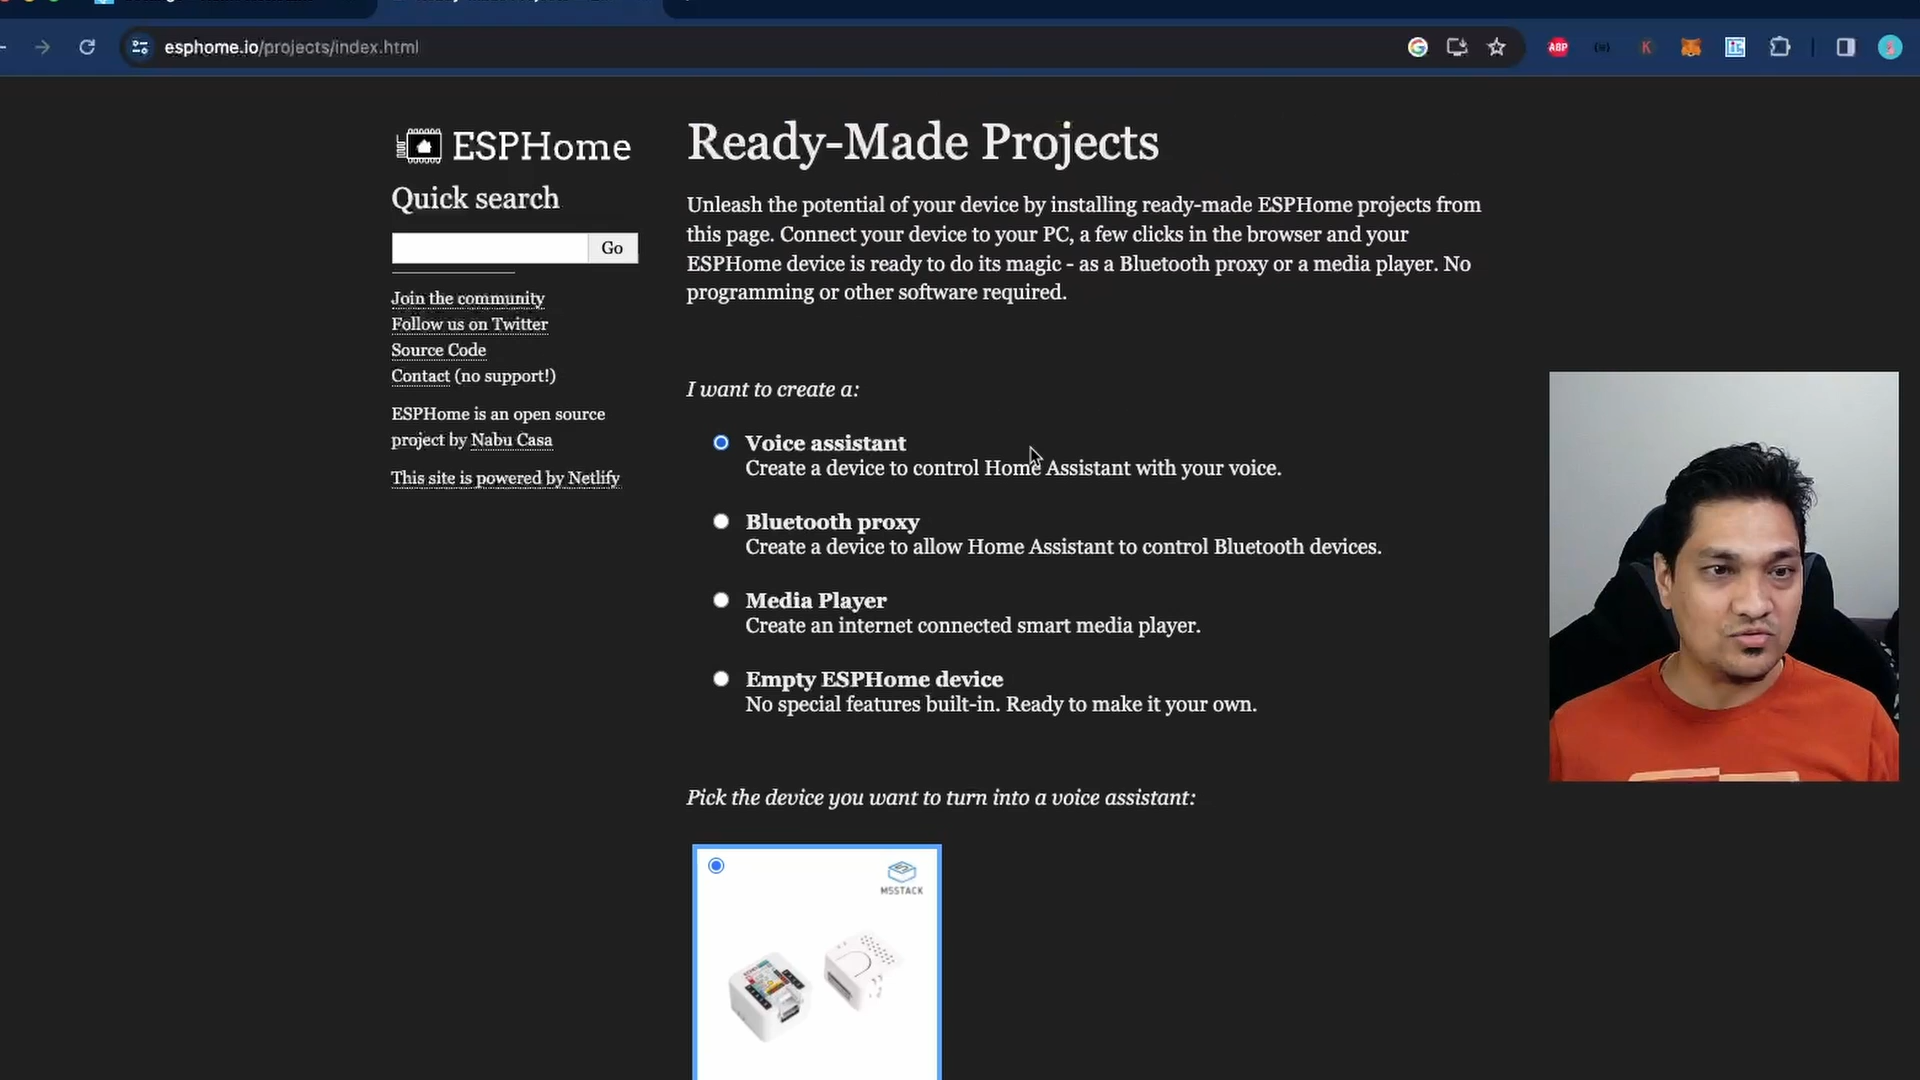 esphome.io/projects/index.html
ABP
K
ESPHome
Quick search
Go
Join the community
Follow us on Twitter
Source Code
Contact (no support!)
ESPHome is an open source
project by Nabu Casa
This site is powered by Netlify
Ready-Made Projects
Unleash the potential of your device by installing ready-made ESPHome projects from
this page. Connect your device to your PC, a few clicks in the browser and your
ESPHome device is ready to do its magic - as a Bluetooth proxy or a media player. No
programming or other software required.
I want to create a:
Voice assistant
Create a device to control Home Assistant with your voice.
Bluetooth proxy
Create a device to allow Home Assistant to control Bluetooth devices.
Media Player
Create an internet connected smart media player.
Empty ESPHome device
No special features built-in. Ready to make it your own.
Pick the device you want to turn into a voice assistant:
M5STACK